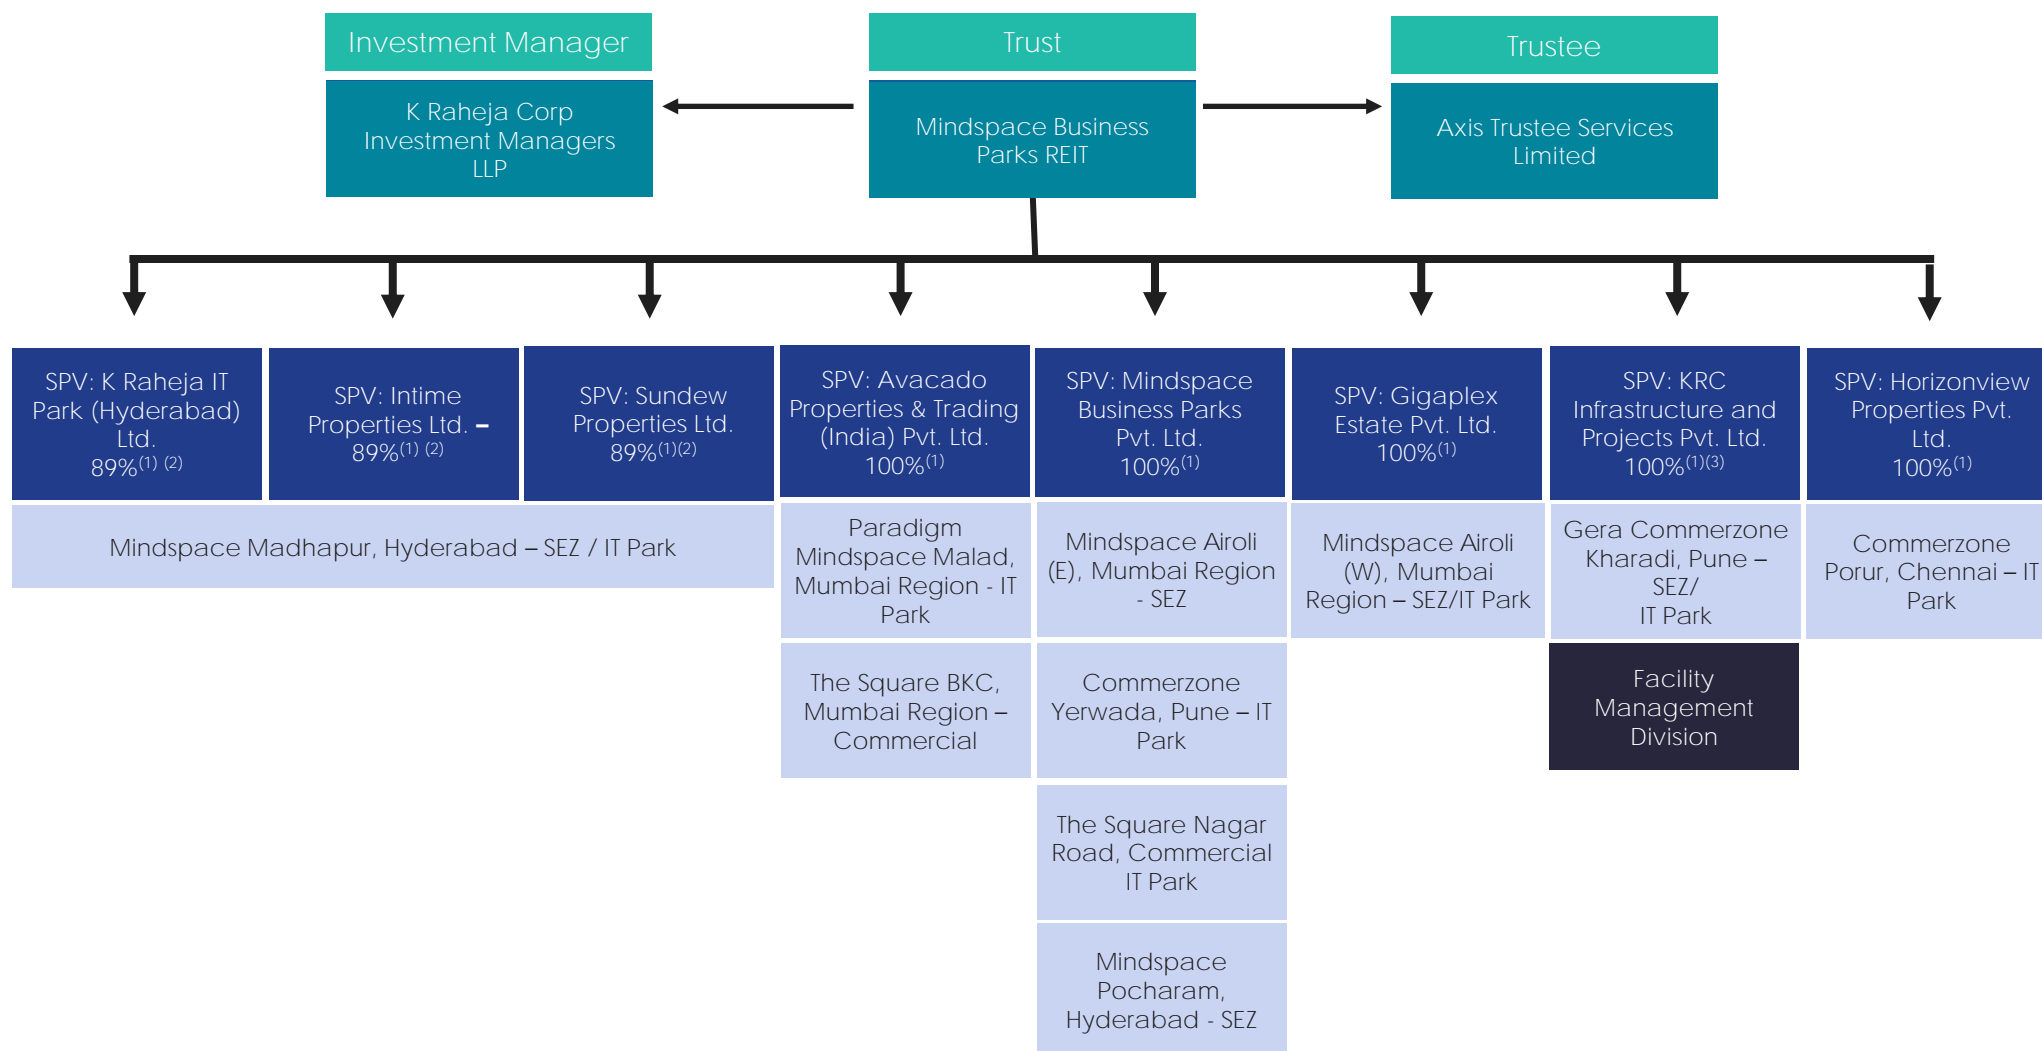 Investment Manager
Trust
Trustee
K Raheja Corp
Investment Managers
LLP
Mindspace Business
Parks REIT
Axis Trustee Services
Limited
SPV: K Raheja IT
Park (Hyderabad)
Ltd.
89%(1) (2)
SPV: Intime
Properties Ltd. –
89%(1) (2)
SPV: Sundew
Properties Ltd.
89%(1)(2)
SPV: Avacado
Properties & Trading
(India) Pvt. Ltd.
100%(1)
SPV: Mindspace
Business Parks
Pvt. Ltd.
100%(1)
SPV: Gigaplex
Estate Pvt. Ltd.
100%(1)
SPV: KRC
Infrastructure and
Projects Pvt. Ltd.
100%(1)(3)
SPV: Horizonview
Properties Pvt.
Ltd.
100%(1)
Mindspace Madhapur, Hyderabad – SEZ / IT Park
Paradigm
Mindspace Malad,
Mumbai Region - IT
Park
Mindspace Airoli
(E), Mumbai Region
- SEZ
Mindspace Airoli
(W), Mumbai
Region – SEZ/IT Park
Gera Commerzone
Kharadi, Pune –
SEZ/
IT Park
Commerzone
Porur, Chennai – IT
Park
The Square BKC,
Mumbai Region –
Commercial
Commerzone
Yerwada, Pune – IT
Park
Facility
Management
Division
The Square Nagar
Road, Commercial
IT Park
Mindspace
Pocharam,
Hyderabad - SEZ